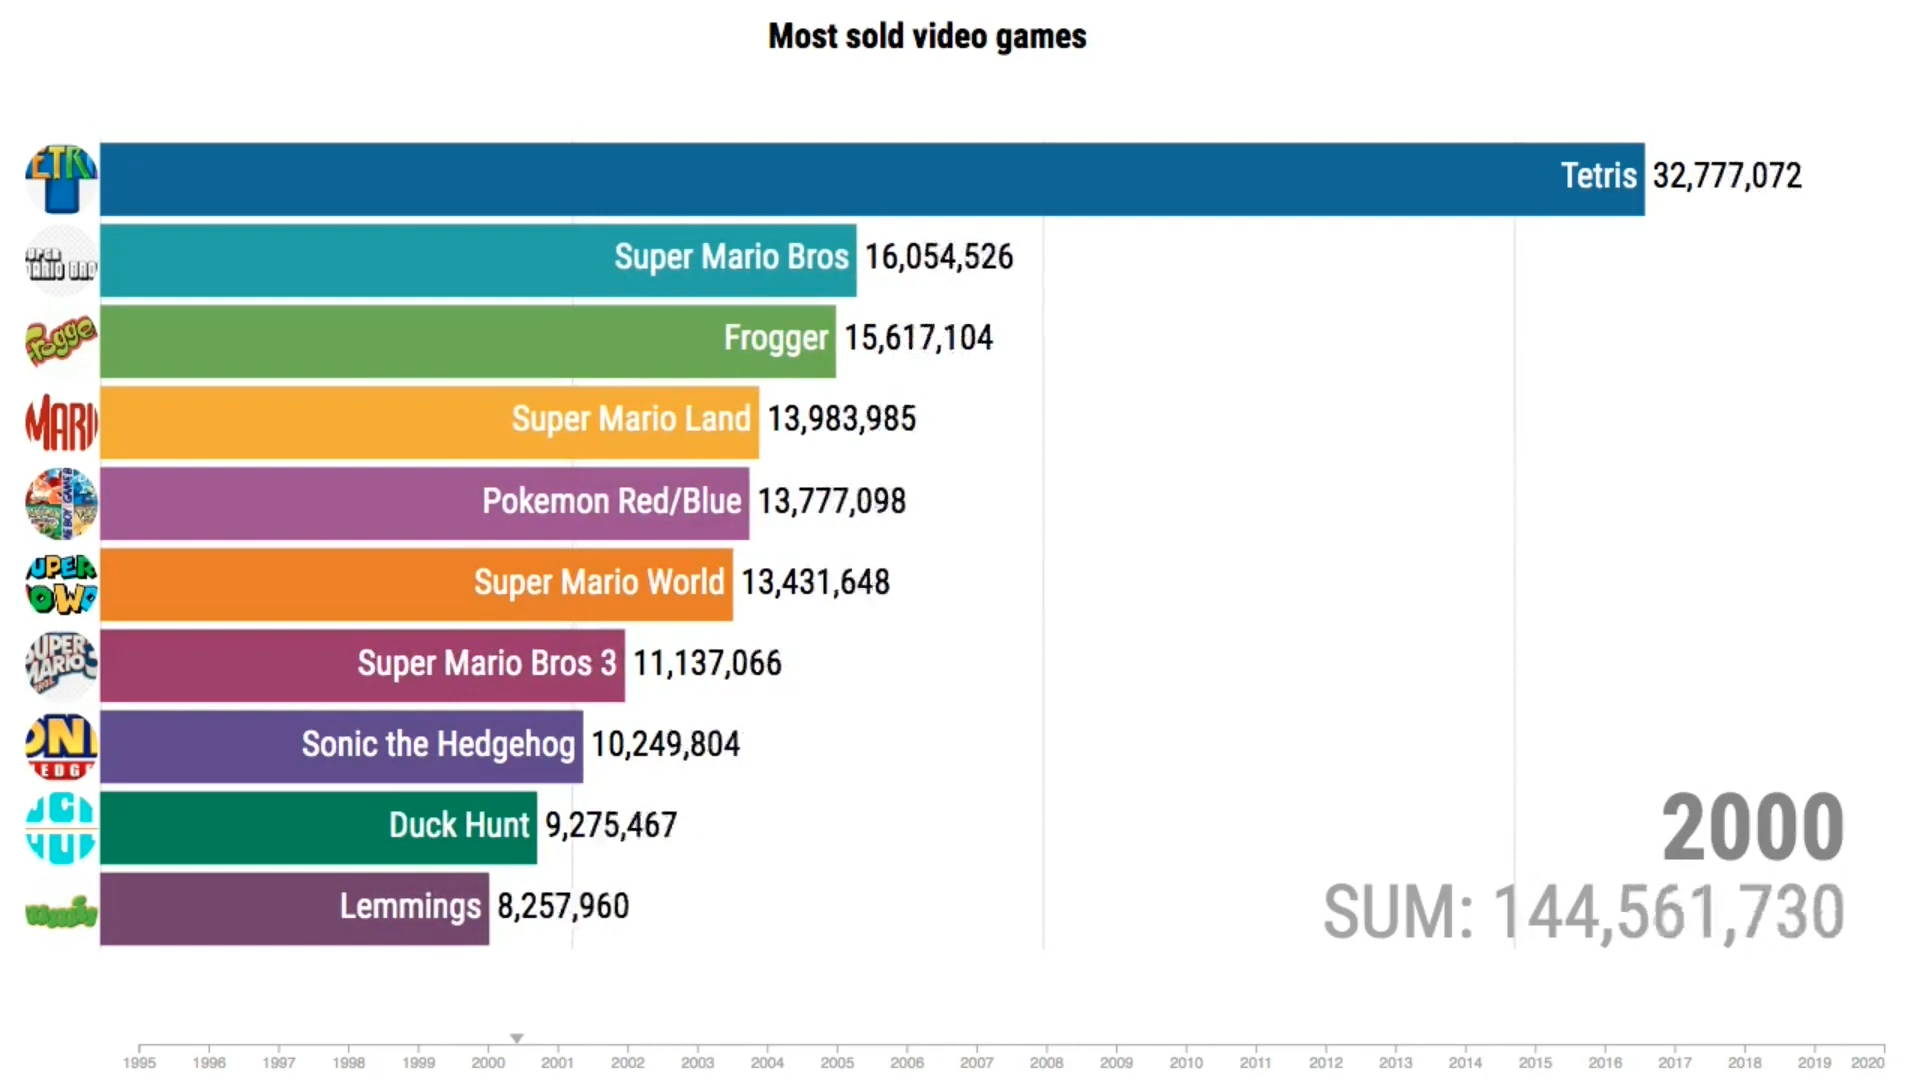 Most sold video games
Tetris 32,777,072
Super Mario Bros 16,054,526
Frogger 15,617,104
Super Mario Land 13,983,985
Pokemon Red/Blue 13,777,098
Super Mario World 13,431,648
Super Mario Bros 3 11,137,066
Sonic the Hedgehog 10,249,804
Duck Hunt 9,275,467
Lemmings 8,257,960
2000
SUM: 144,561,730
1995 1996 1997 1998 1999 2000 2001 2002 2003 2004 2005 2006 2007 2008 2009 2010 2011 2012 2013 2014 2015 2016 2017 2018 2019 2020